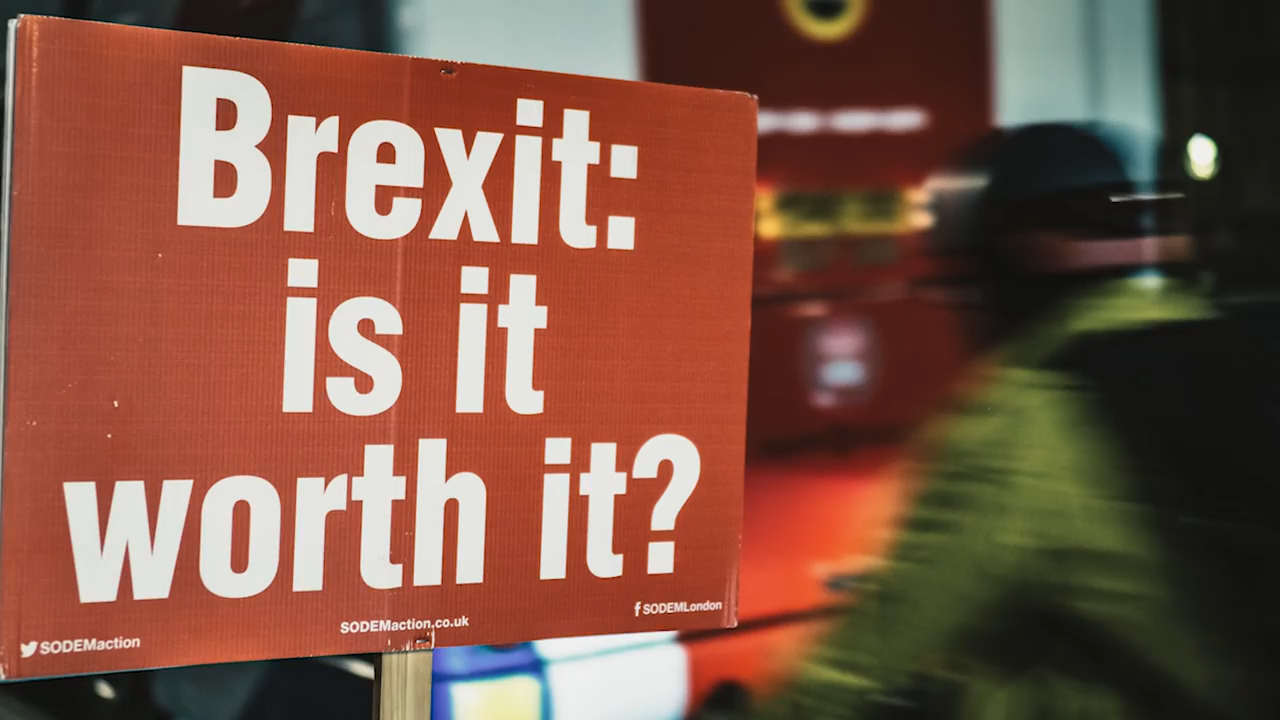 Brexit:
is it
worth it?
SODEMaction
SODEMaction.co.uk
SODEMLondon